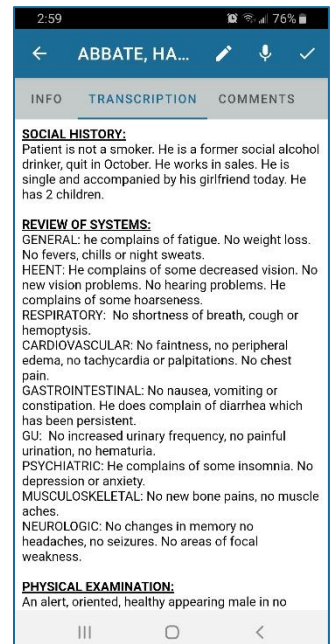 2:59 76%
ABBATE, HA...
INFO TRANSCRIPTION COMMENTS
SOCIAL HISTORY:
Patient is not a smoker. He is a former social alcohol
drinker, quit in October. He works in sales. He is
single and accompanied by his girlfriend today. He
has 2 children.
REVIEW OF SYSTEMS:
GENERAL: he complains of fatigue. No weight loss.
No fevers, chills or night sweats.
HEENT: He complains of some decreased vision. No
new vision problems. No hearing problems. He
complains of some hoarseness.
RESPIRATORY: No shortness of breath, cough or
hemoptysis.
CARDIOVASCULAR: No faintness, no peripheral
edema, no tachycardia or palpitations. No chest
pain.
GASTROINTESTINAL: No nausea, vomiting or
constipation. He does complain of diarrhea which
has been persistent.
GU: No increased urinary frequency, no painful
urination, no hematuria.
PSYCHIATRIC: He complains of some insomnia. No
depression or anxiety.
MUSCULOSKELETAL: No new bone pains, no muscle
aches.
NEUROLOGIC: No changes in memory no
headaches, no seizures. No areas of focal
weakness.
PHYSICAL EXAMINATION:
An alert, oriented, healthy appearing male in no